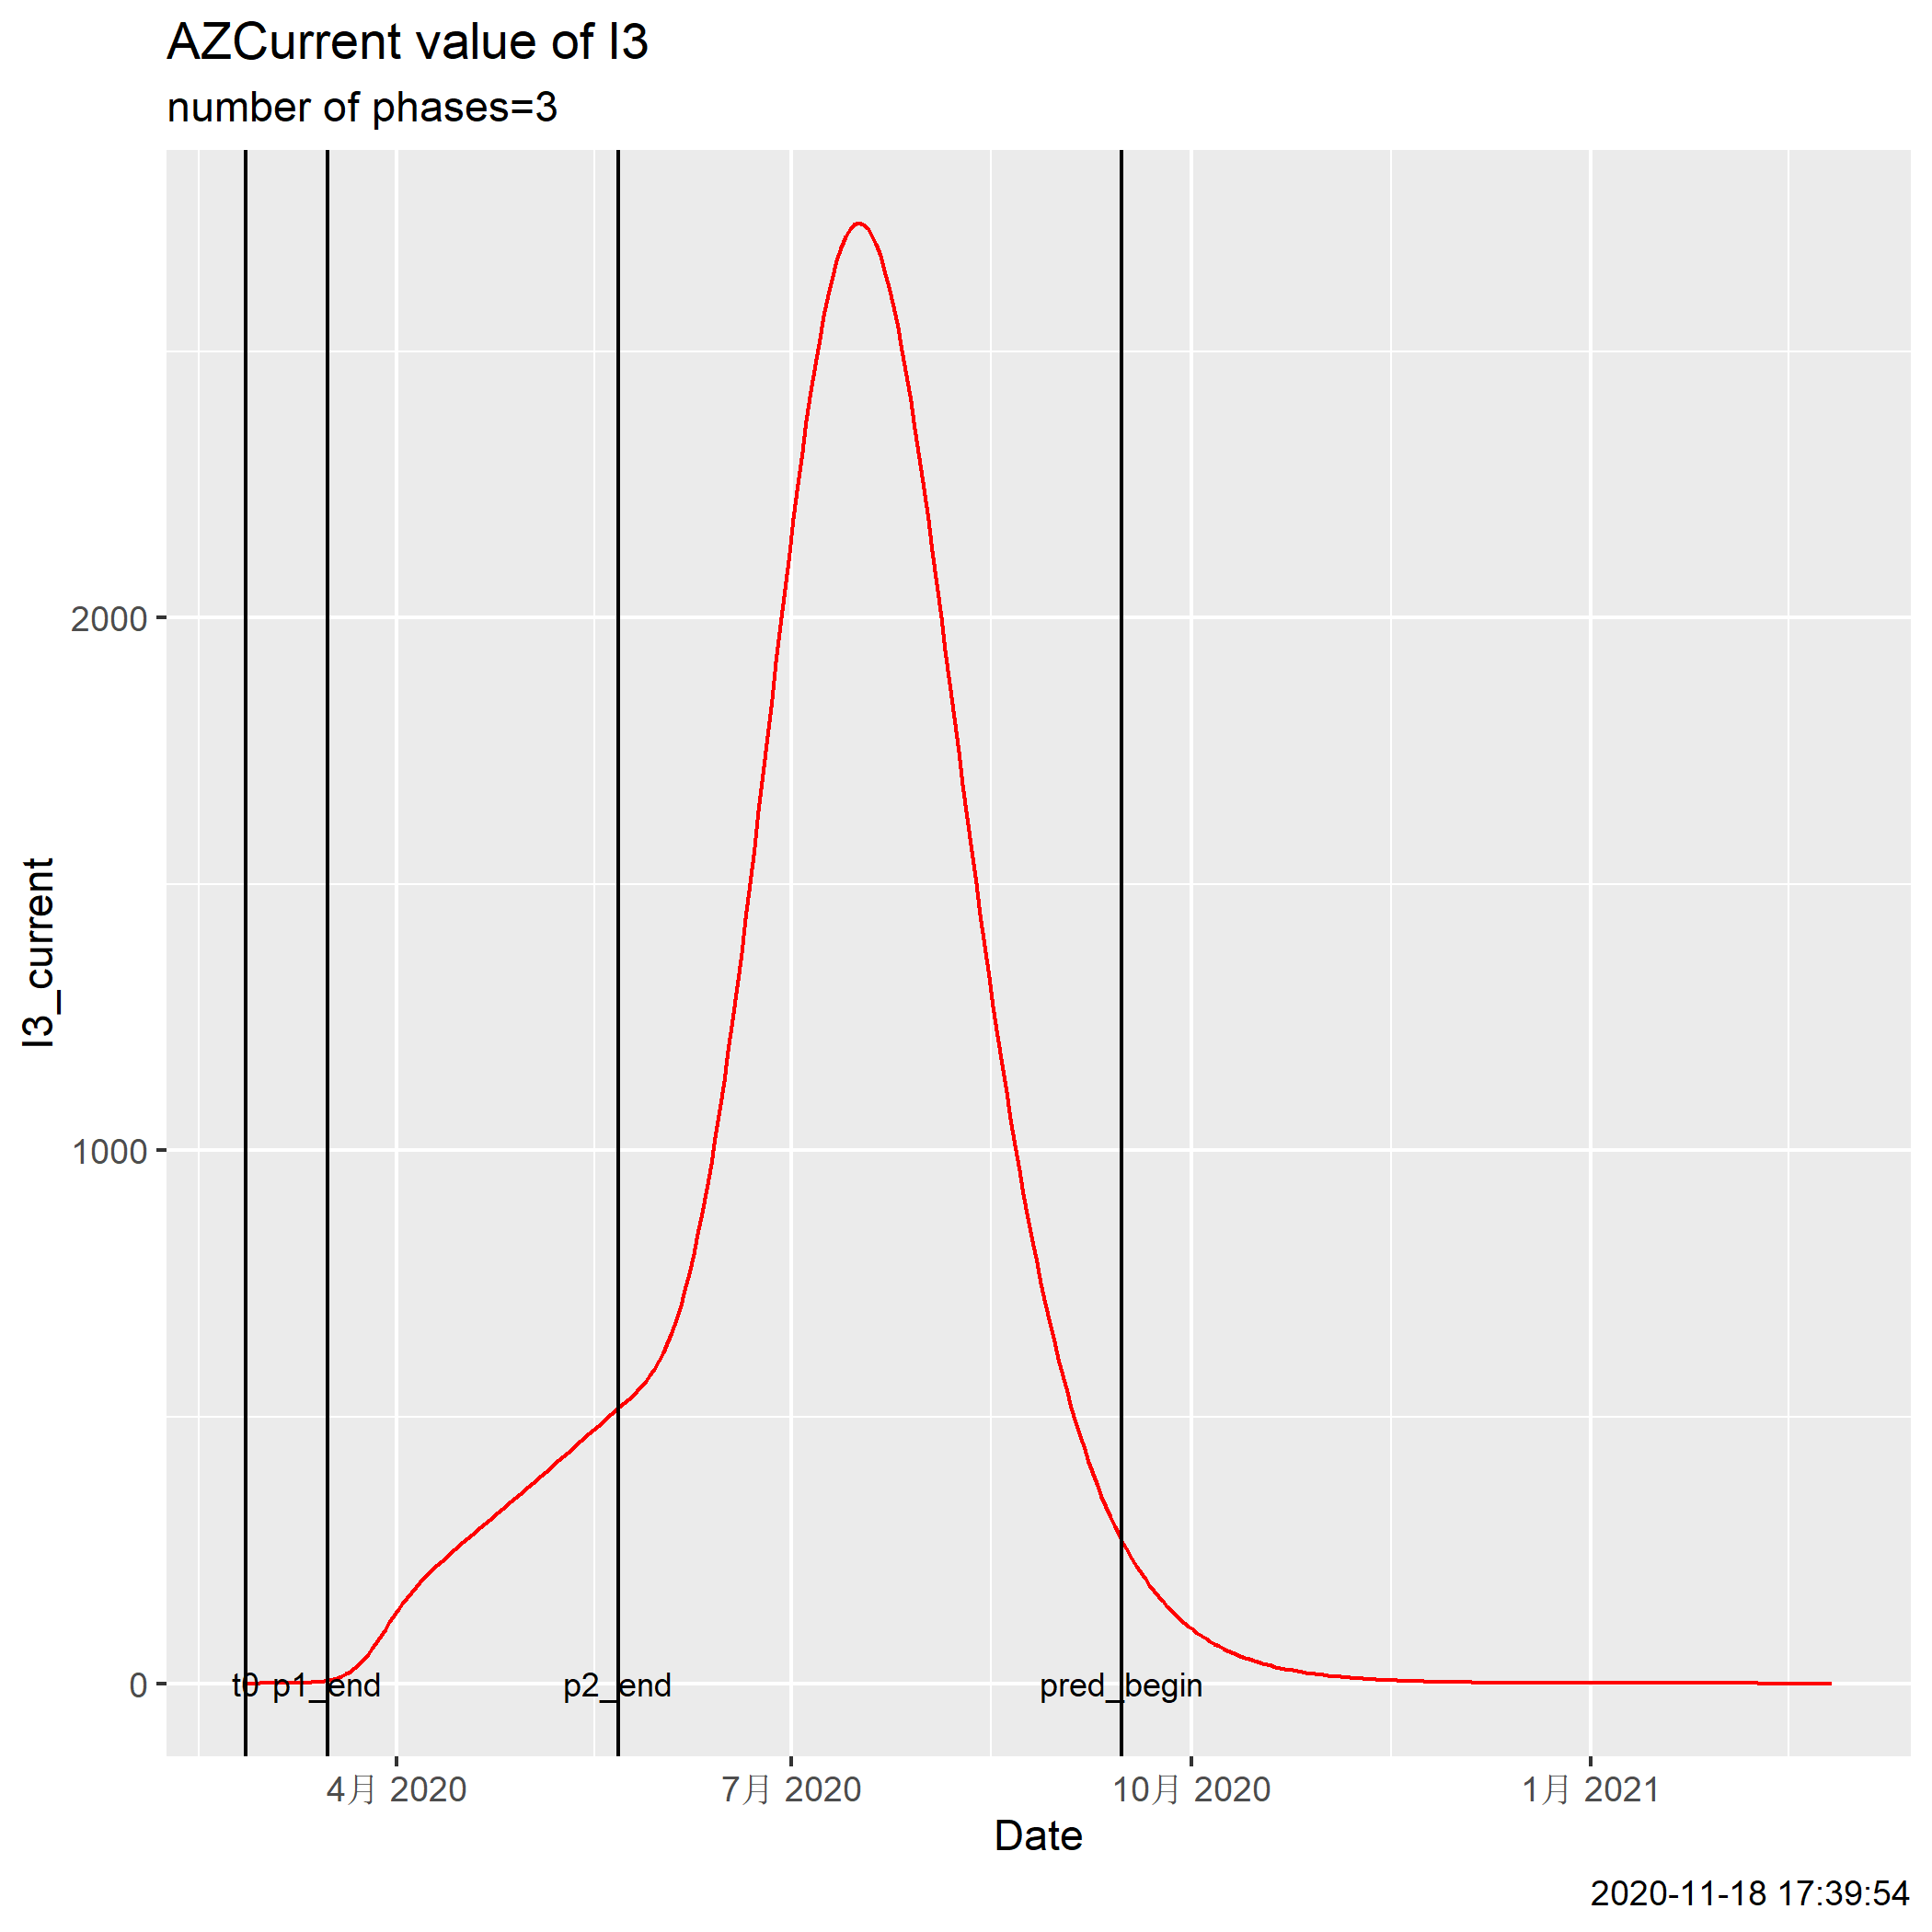 AZCurrent value of I3
number of phases=3
I3_current
2000
1000
0
t0 p1_end p2_end pred_begin
4月 2020 7月 2020 10月 2020 1月 2021
Date
2020-11-18 17:39:54